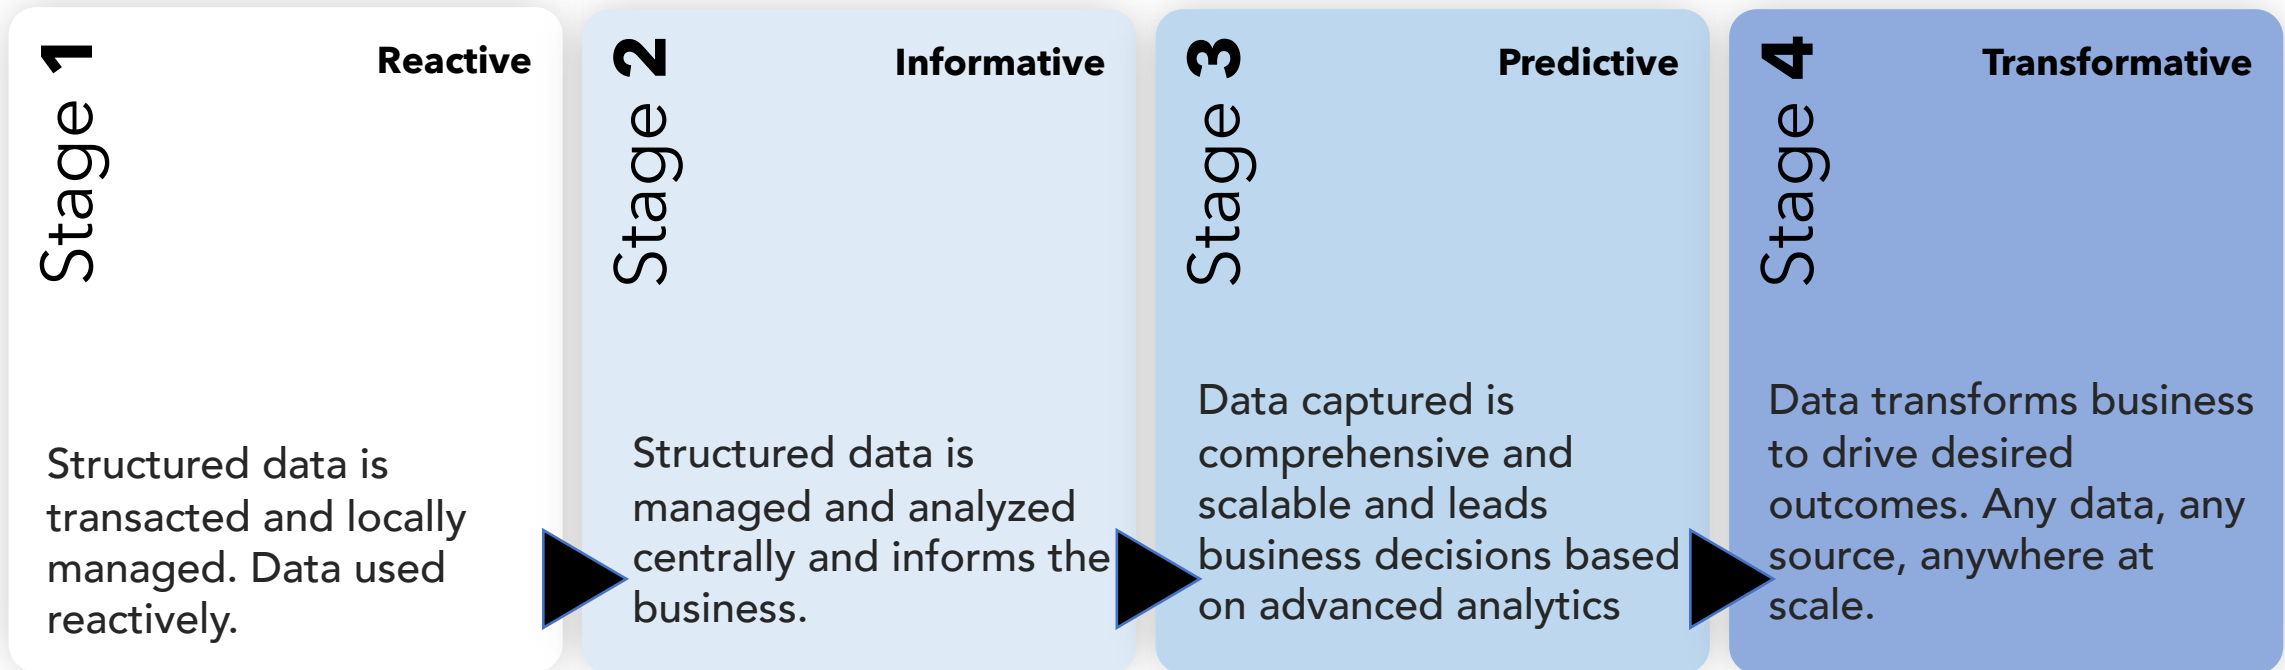 Stage 1
Reactive
Structured data is
transacted and locally
managed. Data used
reactively.
Stage 2
Informative
Structured data is
managed and analyzed
centrally and informs the
business.
Stage 3
Predictive
Data captured is
comprehensive and
scalable and leads
business decisions based
on advanced analytics
Stage 4
Transformative
Data transforms business
to drive desired
outcomes. Any data, any
source, anywhere at
scale.